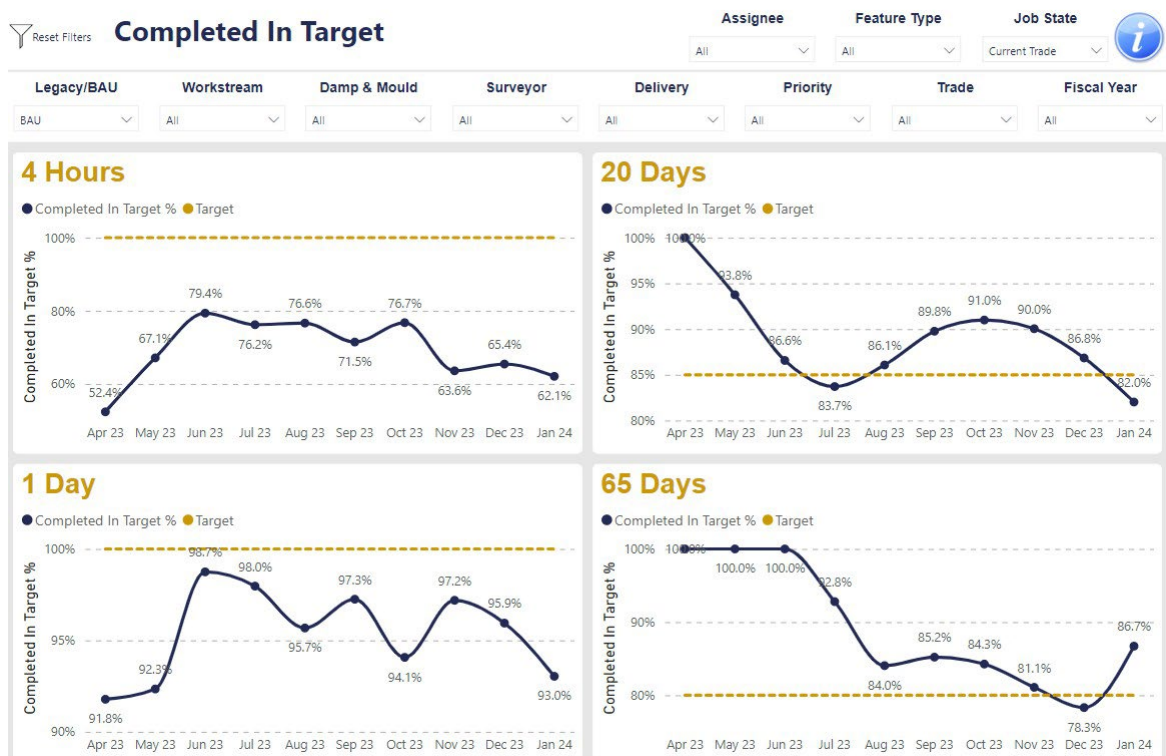 Reset Filters
Completed In Target
Assignee
Feature Type
Job State
All
All
Current Trade
i
Legacy/BAU
Workstream
Damp & Mould
Surveyor
Delivery
Priority
Trade
Fiscal Year
BAU
All
All
All
All
All
All
All
4 Hours
Completed In Target %
Target
Completed In Target %
100%
80%
60%
52.4%
67.1%
79.4%
76.2%
76.6%
71.5%
76.7%
63.6%
65.4%
62.1%
Apr 23
May 23
Jun 23
Jul 23
Aug 23
Sep 23
Oct 23
Nov 23
Dec 23
Jan 24
20 Days
Completed In Target %
Target
Completed In Target %
100%
95%
90%
85%
80%
100.0%
93.8%
86.6%
83.7%
86.1%
89.8%
91.0%
90.0%
86.8%
82.0%
Apr 23
May 23
Jun 23
Jul 23
Aug 23
Sep 23
Oct 23
Nov 23
Dec 23
Jan 24
1 Day
Completed In Target %
Target
Completed In Target %
100%
95%
90%
91.8%
92.3%
98.7%
98.0%
95.7%
97.3%
94.1%
97.2%
95.9%
93.0%
Apr 23
May 23
Jun 23
Jul 23
Aug 23
Sep 23
Oct 23
Nov 23
Dec 23
Jan 24
65 Days
Completed In Target %
Target
Completed In Target %
100%
90%
80%
100.0%
100.0%
100.0%
92.8%
84.0%
85.2%
84.3%
81.1%
78.3%
86.7%
Apr 23
May 23
Jun 23
Jul 23
Aug 23
Sep 23
Oct 23
Nov 23
Dec 23
Jan 24